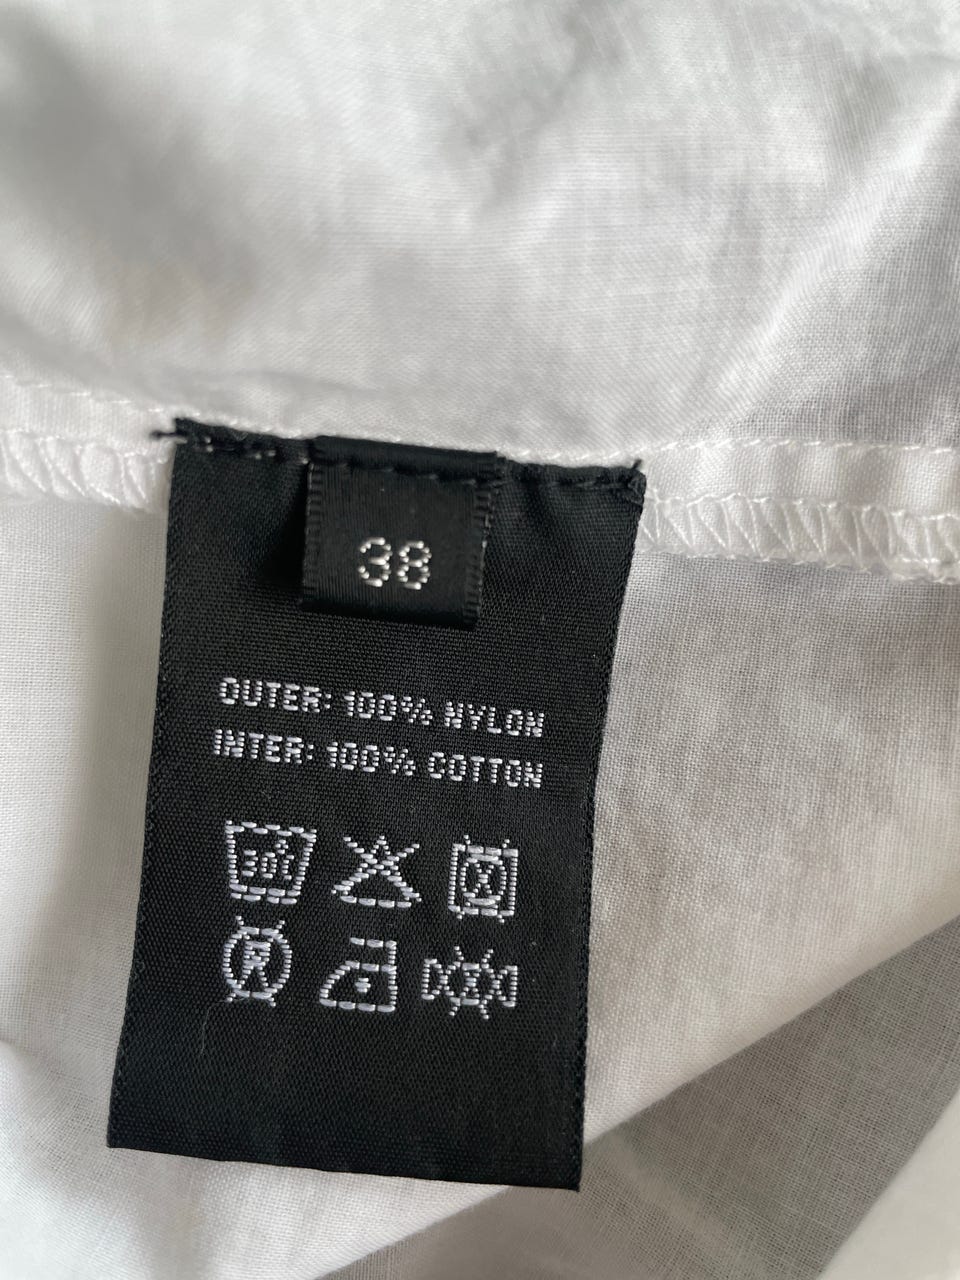 38
OUTER: 100% NYLON
INTER: 100% COTTON
30℃